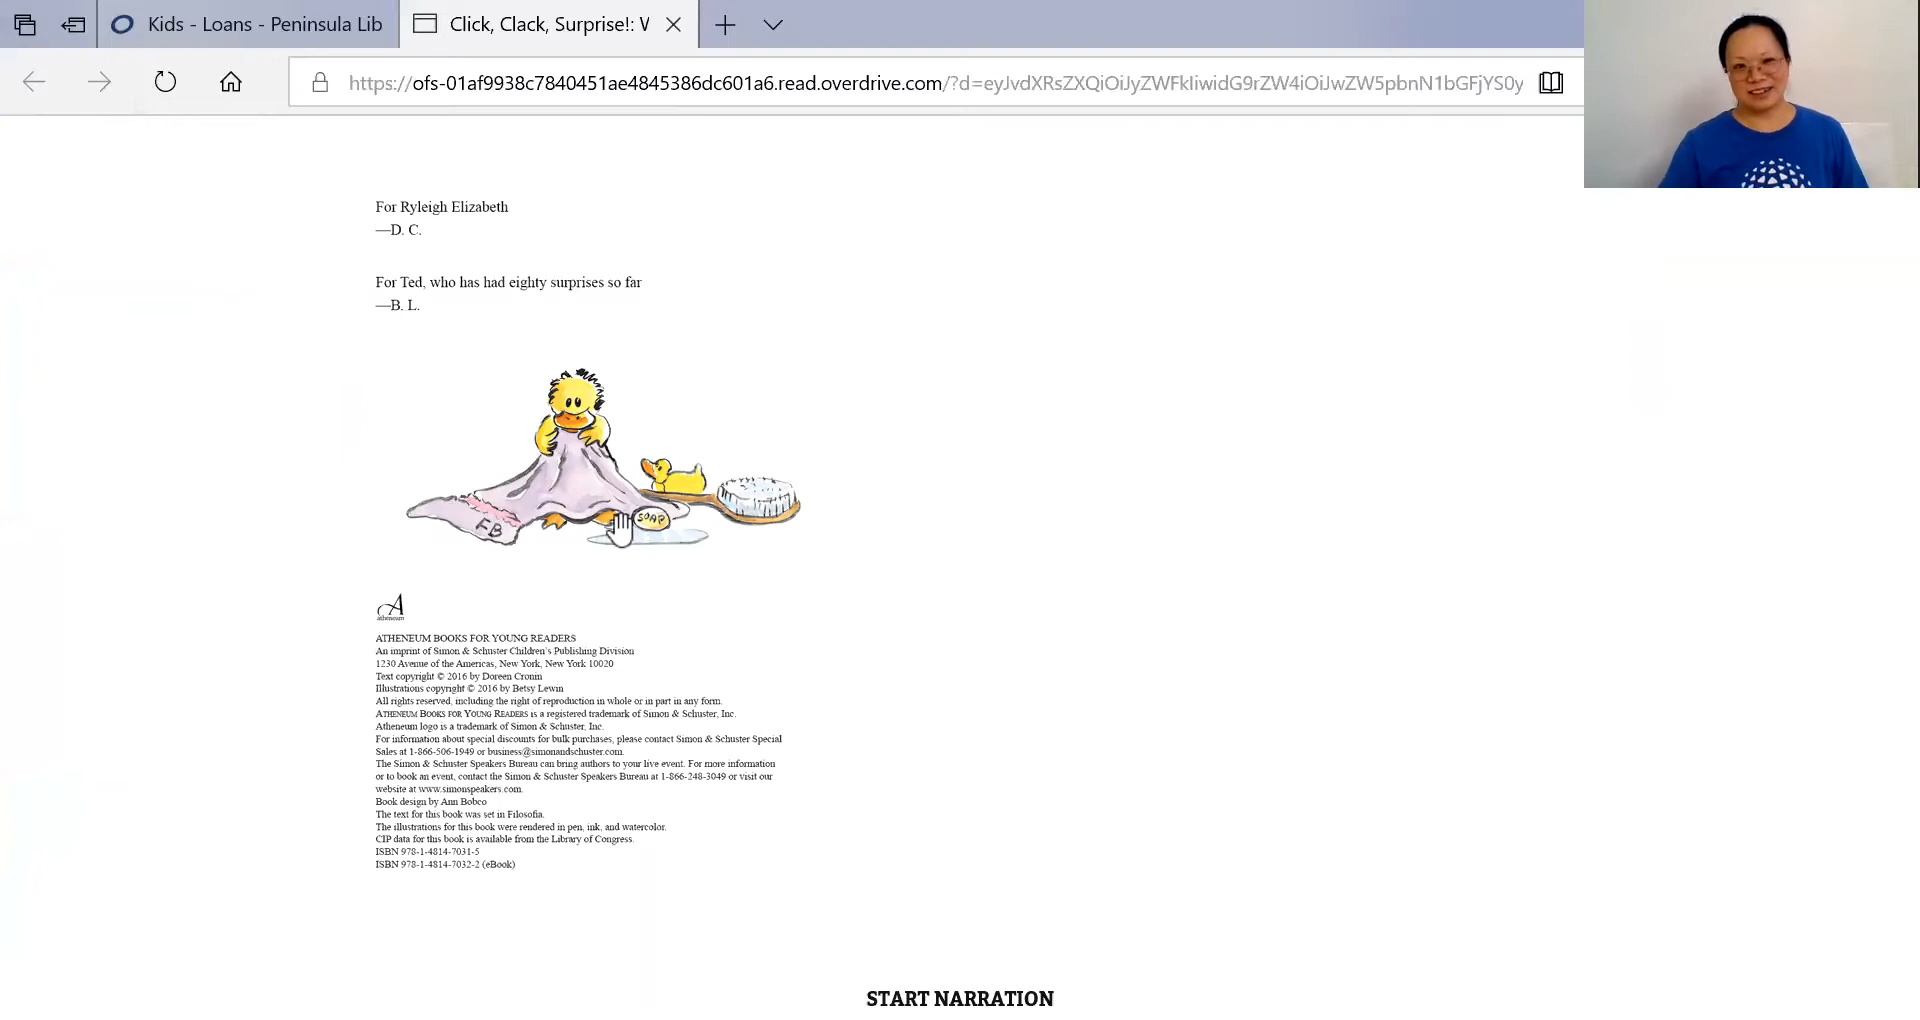 Kids - Loans - Peninsula Lib
Click, Clack, Surprise!: V
https://ofs-01af9938c7840451ae4845386dc601a6.read.overdrive.com/?d=eyJvdXRsZXQiOiJyZWFkIiwidG9rZW4iOiJwZW5pbnN1bGFjYS0y
For Ryleigh Elizabeth
—D. C.
For Ted, who has had eighty surprises so far
—B. L.
FB
SOAP
A
atheneum
ATHENEUM BOOKS FOR YOUNG READERS
An imprint of Simon & Schuster Children's Publishing Division
1230 Avenue of the Americas, New York, New York 10020
Text copyright © 2016 by Doreen Cronin
Illustrations copyright © 2016 by Betsy Lewin
All rights reserved, including the right of reproduction in whole or in part in any form.
ATHENEUM BOOKS FOR YOUNG READERS is a registered trademark of Simon & Schuster, Inc.
Atheneum logo is a trademark of Simon & Schuster, Inc.
For information about special discounts for bulk purchases, please contact Simon & Schuster Special
Sales at 1-866-506-1949 or business@simonandschuster.com.
The Simon & Schuster Speakers Bureau can bring authors to your live event. For more information
or to book an event, contact the Simon & Schuster Speakers Bureau at 1-866-248-3049 or visit our
website at www.simonspeakers.com.
Book design by Ann Bobco
The text for this book was set in Filosofia.
The illustrations for this book were rendered in pen, ink, and watercolor.
CIP data for this book is available from the Library of Congress.
ISBN 978-1-4814-7031-5
ISBN 978-1-4814-7032-2 (eBook)
START NARRATION